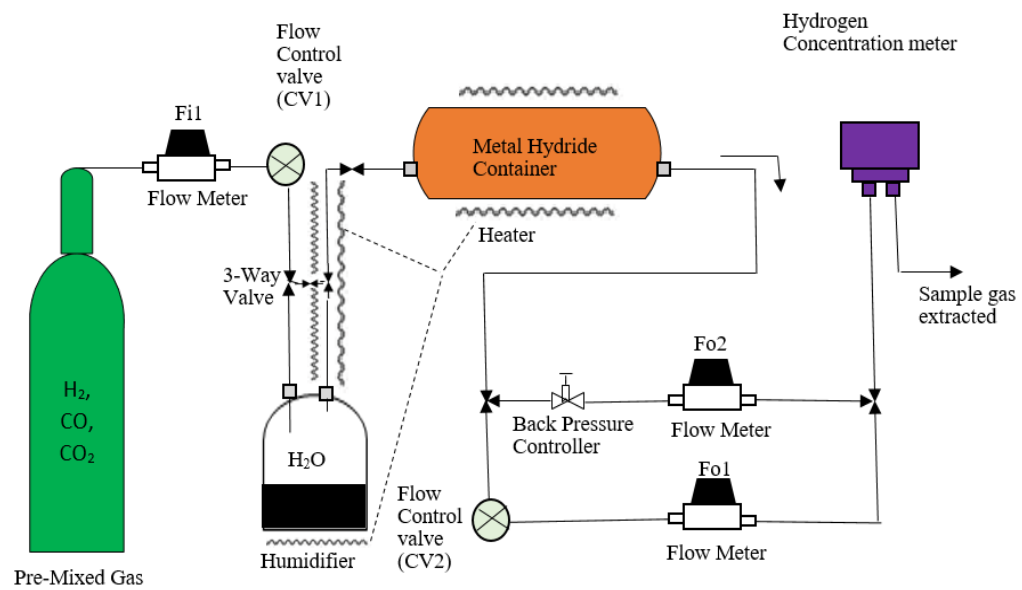 Hydrogen
Concentration meter
Flow
Control
valve
(CV1)
Fi1
Flow Meter
Metal Hydride
Container
Heater
3-Way
Valve
Sample gas
extracted
H₂,
CO,
CO₂
Fo2
Back Pressure
Controller
Flow Meter
H₂O
Fo1
Flow
Control
valve
(CV2)
Flow Meter
Humidifier
Pre-Mixed Gas